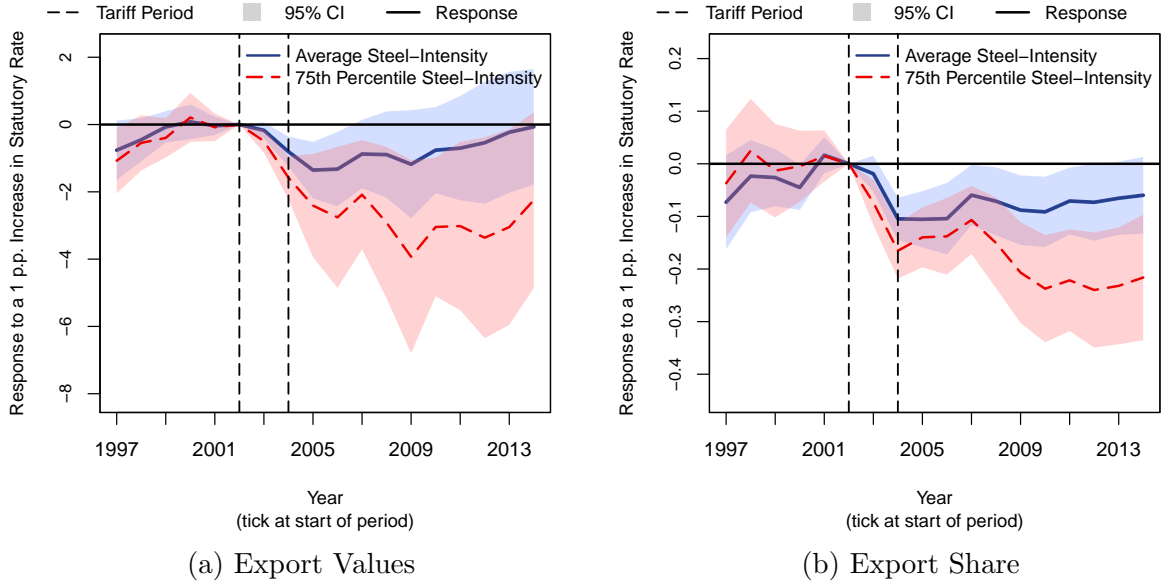 Tariff Period 95% CI Response
Response to a 1 p.p. Increase in Statutory Rate
2
0
−2
−4
−6
−8
Average Steel−Intensity
75th Percentile Steel−Intensity
1997 2001 2005 2009 2013
Year
(tick at start of period)
(a) Export Values
Tariff Period 95% CI Response
Response to a 1 p.p. Increase in Statutory Rate
0.2
0.1
0.0
−0.1
−0.2
−0.3
−0.4
Average Steel−Intensity
75th Percentile Steel−Intensity
1997 2001 2005 2009 2013
Year
(tick at start of period)
(b) Export Share